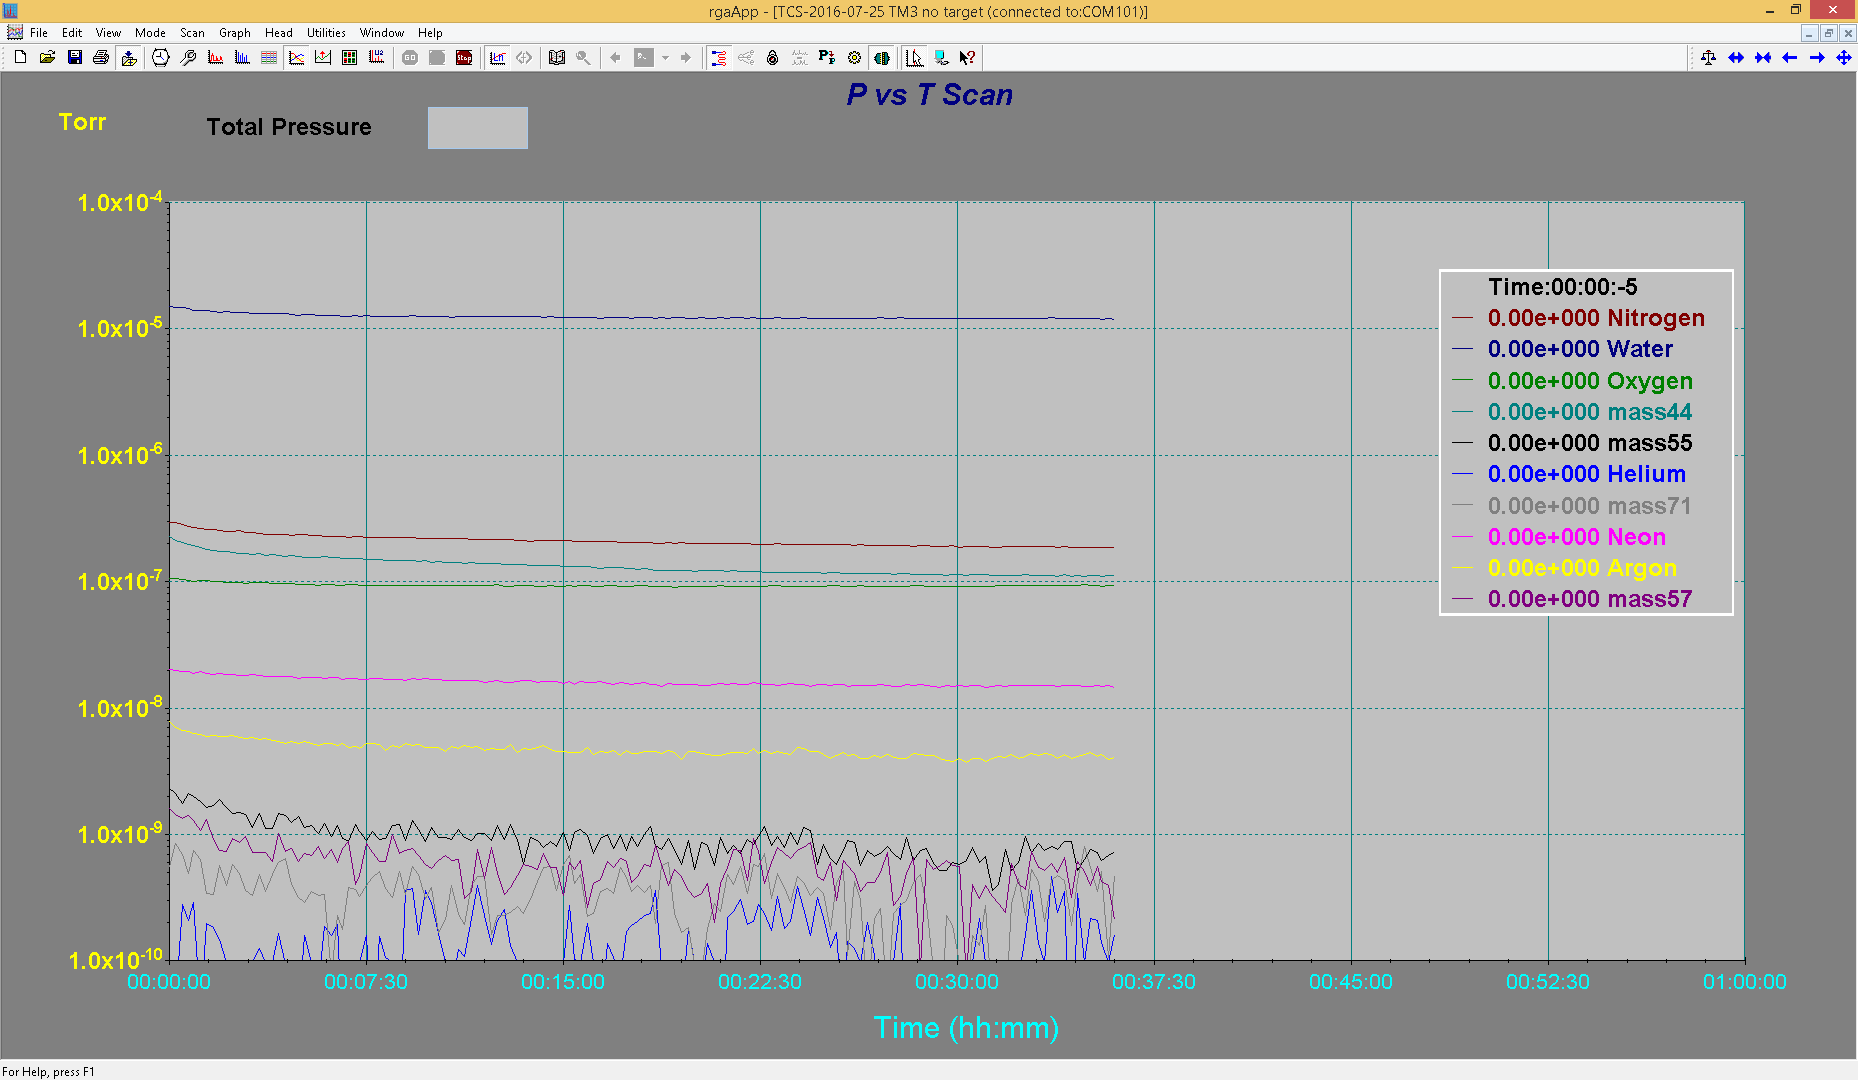 rgaApp - [TCS-2016-07-25 TM3 no target (connected to:COM101)]
File Edit View Mode Scan Graph Head Utilities Window Help
GO Stop
P vs T Scan
Torr
Total Pressure
1.0x10-4
1.0x10-5
1.0x10-6
1.0x10-7
1.0x10-8
1.0x10-9
1.0x10-10
Time:00:00:-5
0.00e+000 Nitrogen
0.00e+000 Water
0.00e+000 Oxygen
0.00e+000 mass44
0.00e+000 mass55
0.00e+000 Helium
0.00e+000 mass71
0.00e+000 Neon
0.00e+000 Argon
0.00e+000 mass57
00:00:00 00:07:30 00:15:00 00:22:30 00:30:00 00:37:30 00:45:00 00:52:30 01:00:00
Time (hh:mm)
For Help, press F1